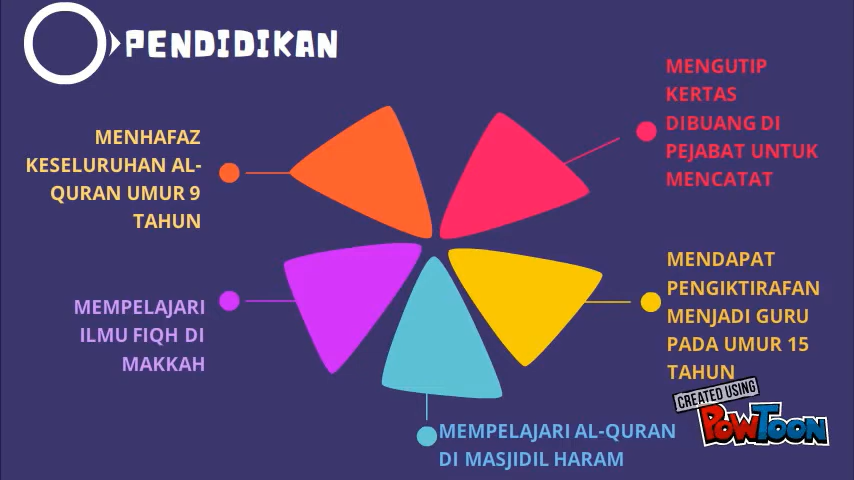 PENDIDIKAN
MENHAFAZ
KESELURUHAN AL-
QURAN UMUR 9
TAHUN
MENGUTIP
KERTAS
DIBUANG DI
PEJABAT UNTUK
MENCATAT
MEMPELAJARI
ILMU FIQH DI
MAKKAH
MENDAPAT
PENGIKTIRAFAN
MENJADI GURU
PADA UMUR 15
TAHUN
MEMPELAJARI AL-QURAN
DI MASJIDIL HARAM
CREATED USING
POWTOON